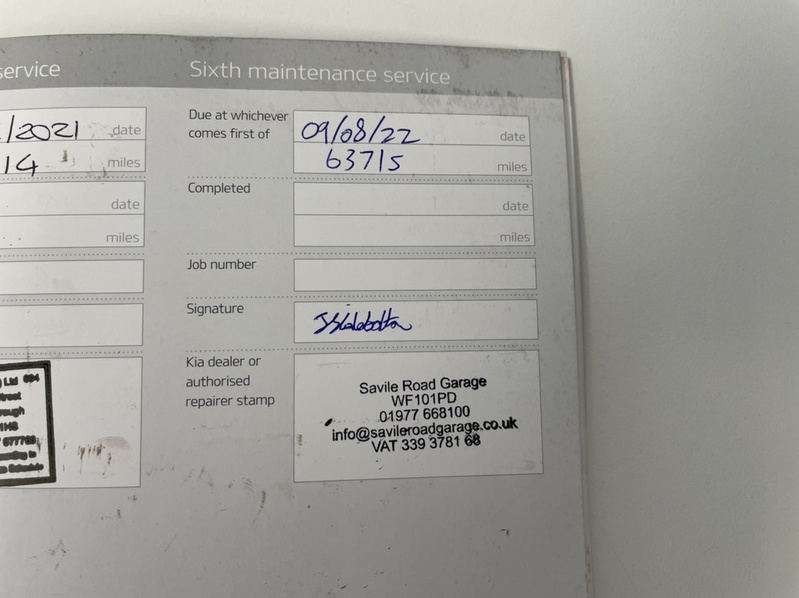 service
Sixth maintenance service
/2021 date
14 miles
date
miles
Due at whichever
comes first of
09/08/22 date
63715 miles
Completed
date
miles
Job number
Signature
Kia dealer or
authorised
repairer stamp
Savile Road Garage
WF101PD
01977 668100
info@savileroadgarage.co.uk
VAT 339 3781 68
Ltd